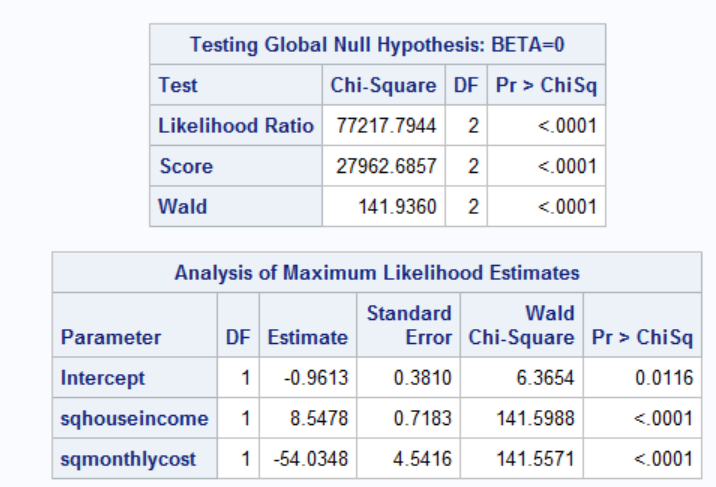 Testing Global Null Hypothesis: BETA=0
Test Chi-Square DF Pr > ChiSq
Likelihood Ratio 77217.7944 2 <.0001
Score 27962.6857 2 <.0001
Wald 141.9360 2 <.0001
Analysis of Maximum Likelihood Estimates
Parameter DF Estimate Standard Error Wald Chi-Square Pr > ChiSq
Intercept 1 -0.9613 0.3810 6.3654 0.0116
sqhouseincome 1 8.5478 0.7183 141.5988 <.0001
sqmonthlycost 1 -54.0348 4.5416 141.5571 <.0001